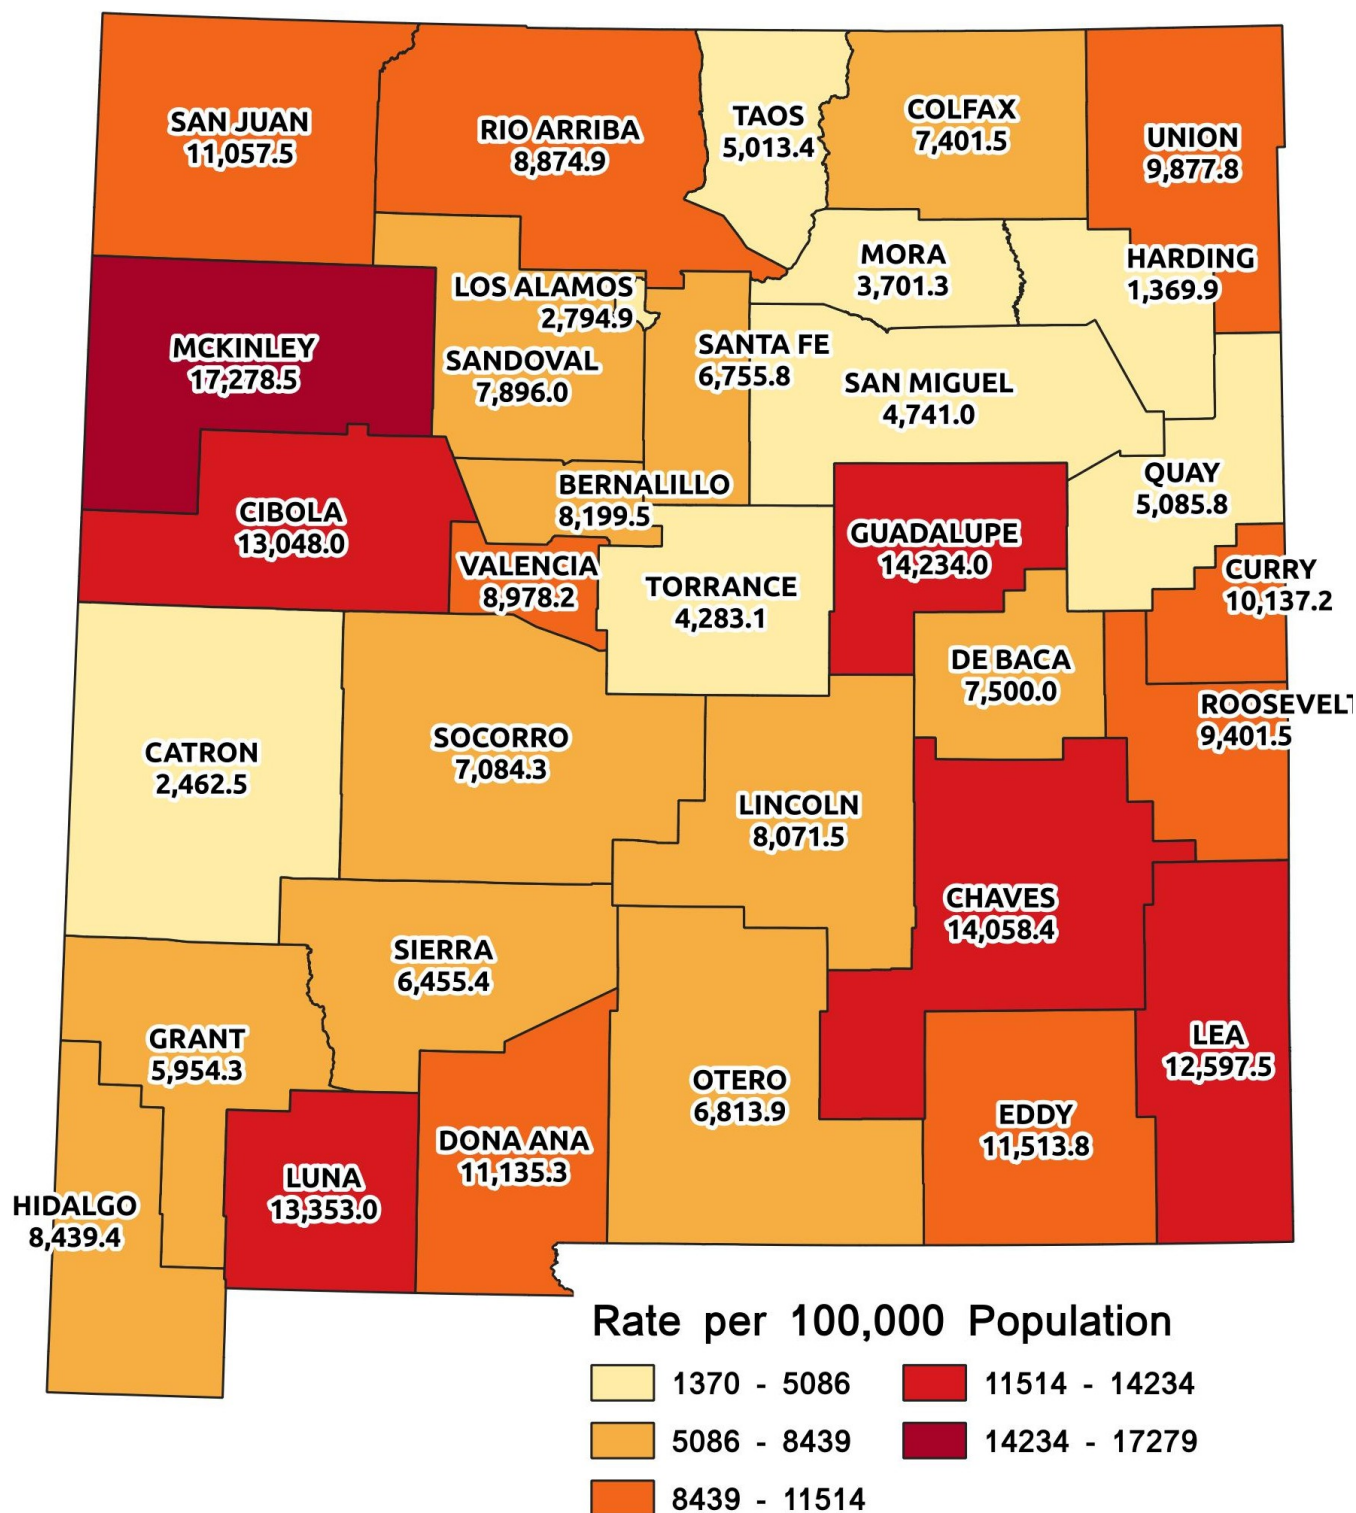 SAN JUAN
11,057.5
RIO ARRIBA
8,874.9
TAOS
5,013.4
COLFAX
7,401.5
UNION
9,877.8
MORA
3,701.3
HARDING
1,369.9
LOS ALAMOS
2,794.9
MCKINLEY
17,278.5
SANDOVAL
7,896.0
SANTA FE
6,755.8
SAN MIGUEL
4,741.0
QUAY
5,085.8
CIBOLA
13,048.0
BERNALILLO
8,199.5
GUADALUPE
14,234.0
VALENCIA
8,978.2
TORRANCE
4,283.1
CURRY
10,137.2
DE BACA
7,500.0
ROOSEVELT
9,401.5
CATRON
2,462.5
SOCORRO
7,084.3
LINCOLN
8,071.5
CHAVES
14,058.4
SIERRA
6,455.4
GRANT
5,954.3
LEA
12,597.5
OTERO
6,813.9
EDDY
11,513.8
DONA ANA
11,135.3
LUNA
13,353.0
HIDALGO
8,439.4
Rate per 100,000 Population
1370 - 5086
5086 - 8439
8439 - 11514
11514 - 14234
14234 - 17279